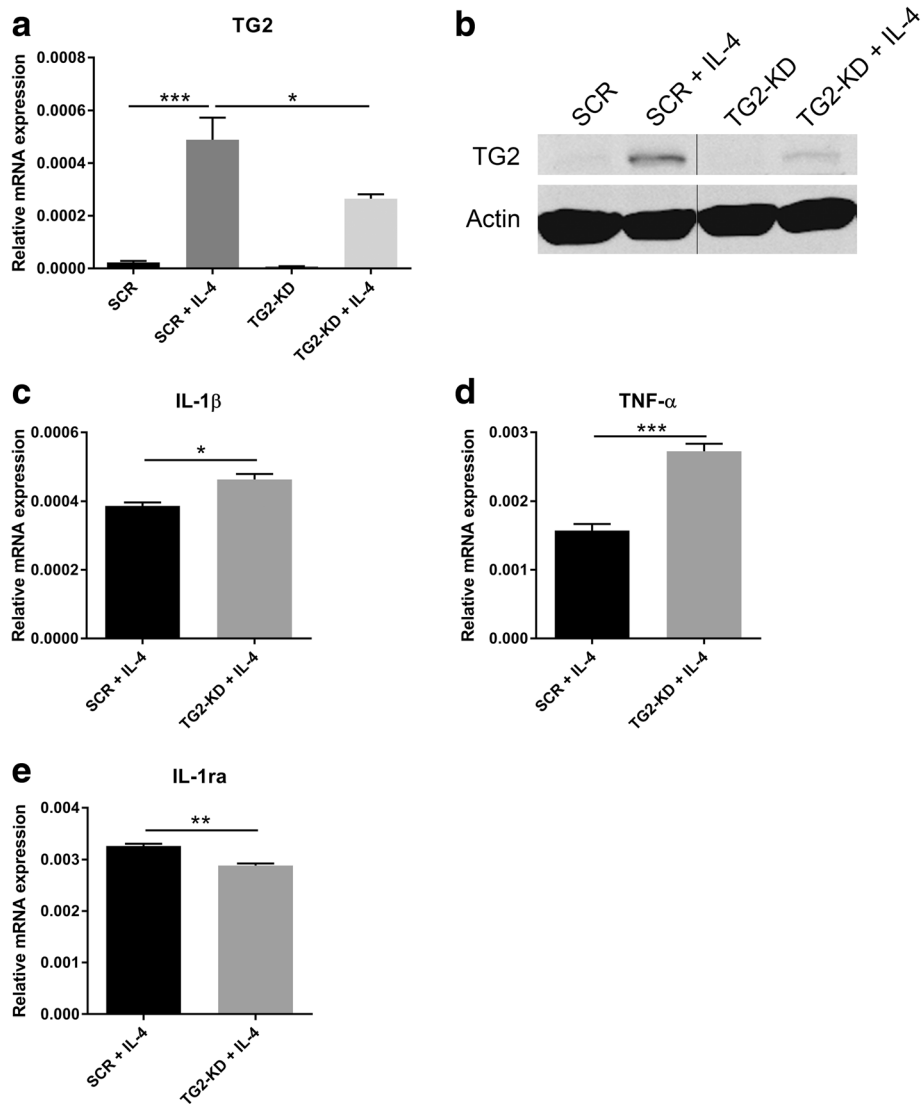 a
TG2
Relative mRNA expression
0.0008
0.0006
0.0004
0.0002
0.0000
***
*
SCR
SCR + IL-4
TG2-KD
TG2-KD + IL-4
b
SCR
SCR + IL-4
TG2-KD
TG2-KD + IL-4
TG2
Actin
c
IL-1β
Relative mRNA expression
0.0006
0.0004
0.0002
0.0000
*
SCR + IL-4
TG2-KD + IL-4
d
TNF-α
Relative mRNA expression
0.003
0.002
0.001
0.000
***
SCR + IL-4
TG2-KD + IL-4
e
IL-1ra
Relative mRNA expression
0.004
0.003
0.002
0.001
0.000
**
SCR + IL-4
TG2-KD + IL-4